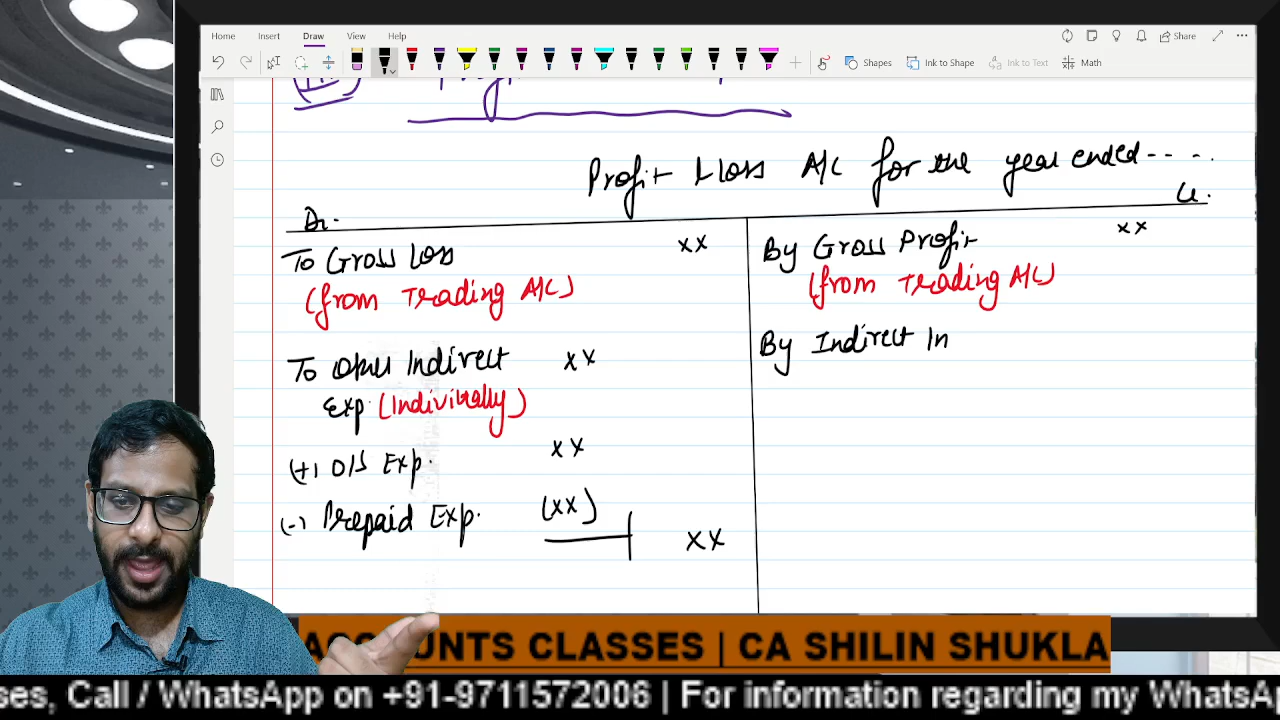 Home Insert Draw View Help
Share
Shapes Ink to Shape Ink to Text Math
Profit & Loss A/c for the year ended-- -.
Dr. Cr.
To Gross Loss xx
(from Trading A/c)
To Other Indirect xx
Exp. (Indivirally)
(+) O/S Exp. xx
(-) Prepaid Exp. (xx)
xx
By Gross Profit xx
(from Trading A/c)
By Indirect In
ACCOUNTS CLASSES | CA SHILIN SHUKLA
ses, Call / WhatsApp on +91-9711572006 | For information regarding my WhatsA